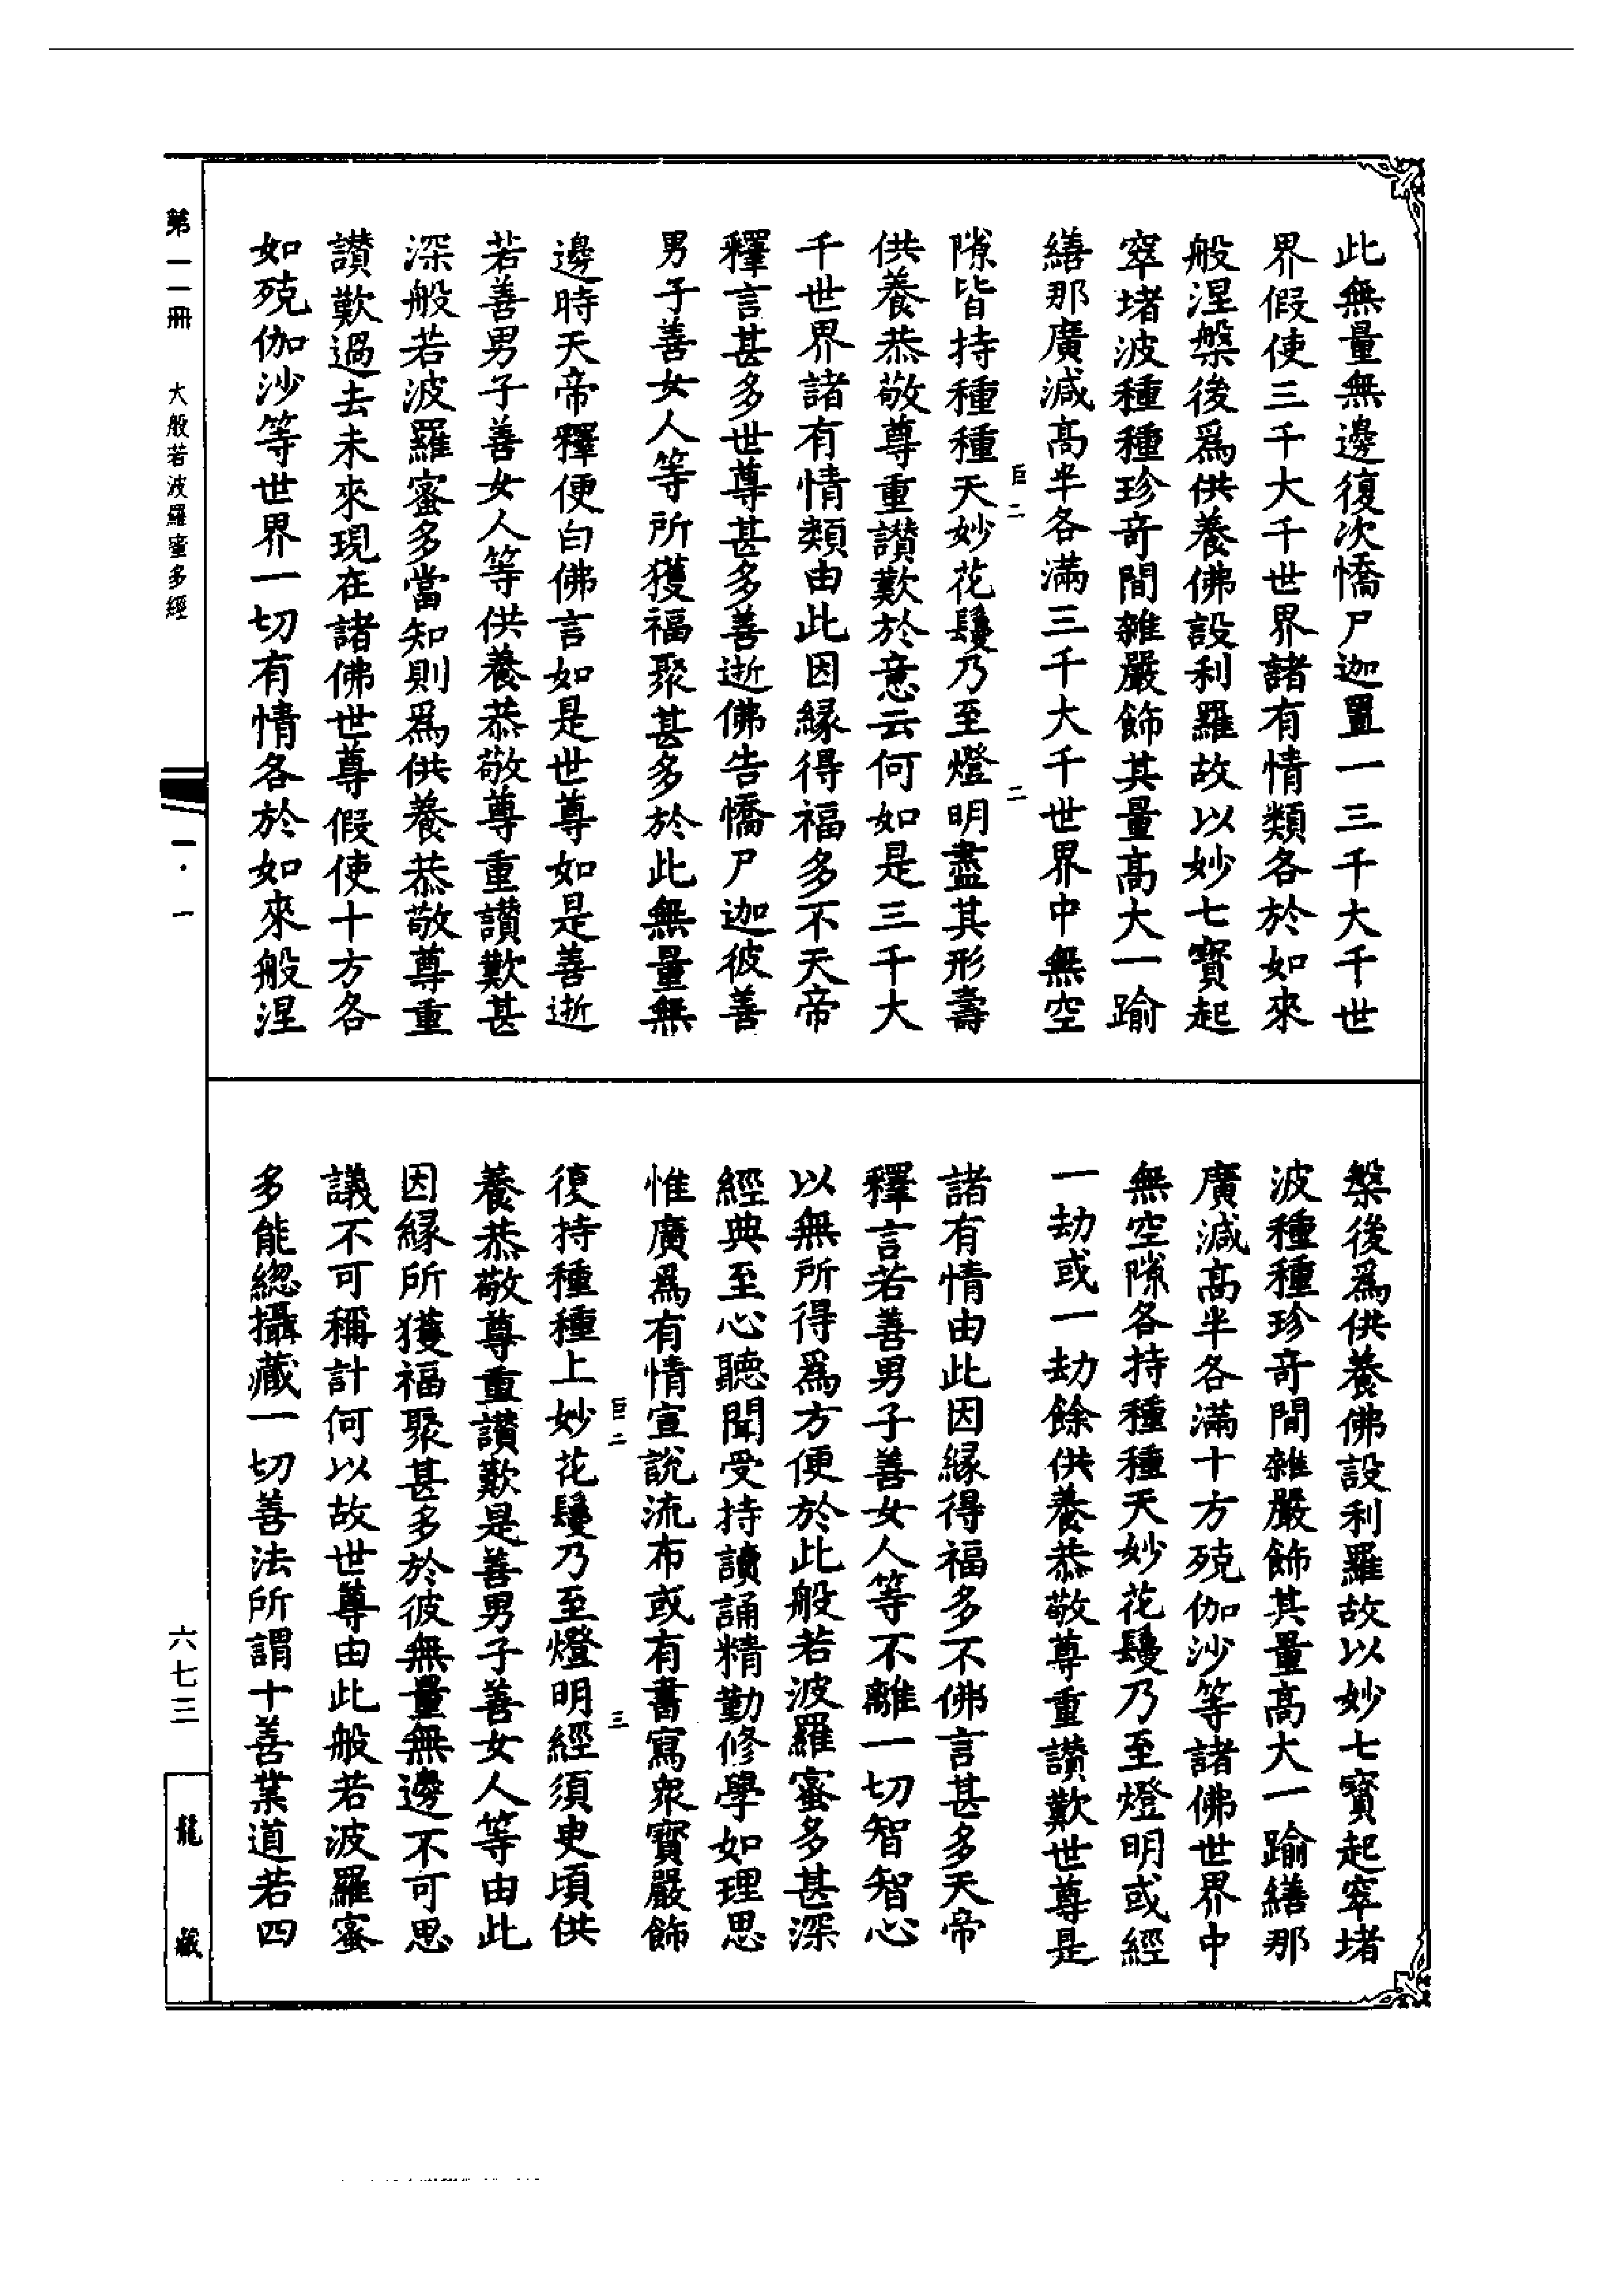 此無量無邊復次憍尸迦置一三千大千世
界假使三千大千世界諸有情類各於如來
般涅槃後爲供養佛設利羅故以妙七寳起
窣堵波種種珍竒間雜嚴飾其量髙大一踰
繕那廣減髙半各滿三千大千世界中無空
巨二 二
隙皆持種種天妙花鬘乃至燈明盡其形壽
供養恭敬尊重讃歎於意云何如是三千大
千世界諸有情類由此因縁得福多不天帝
釋言甚多世尊甚多善逝佛告憍尸迦彼善
男子善女人等所獲福聚甚多於此無量無
邊時天帝釋便白佛言如是世尊如是善逝
若善男子善女人等供養恭敬尊重讃歎甚
深般若波羅蜜多當知則爲供養恭敬尊重
讃歎過去未來現在諸佛世尊假使十方各
如殑伽沙等世界一切有情各於如來般涅
槃後爲供養佛設利羅故以妙七寳起窣堵
波種種珍竒間雜嚴飾其量髙大一踰繕那
廣減髙半各滿十方殑伽沙等諸佛世界中
無空隙各持種種天妙花鬘乃至燈明或經
一劫或一劫餘供養恭敬尊重讃歎世尊是
諸有情由此因縁得福多不佛言甚多天帝
釋言若善男子善女人等不離一切智智心
以無所得爲方便於此般若波羅蜜多甚深
經典至心聽聞受持讀誦精勤修學如理思
惟廣爲有情宣說流布或有書寫衆寳嚴飾
巨二 三
復持種種上妙花鬘乃至燈明經須臾頃供
養恭敬尊重讃歎是善男子善女人等由此
因縁所獲福聚甚多於彼無量無邊不可思
議不可稱計何以故世尊由此般若波羅蜜
多能緫攝藏一切善法所謂十善業道若四
第一一冊 大般若波羅蜜多經 一·一 六七三 龍藏